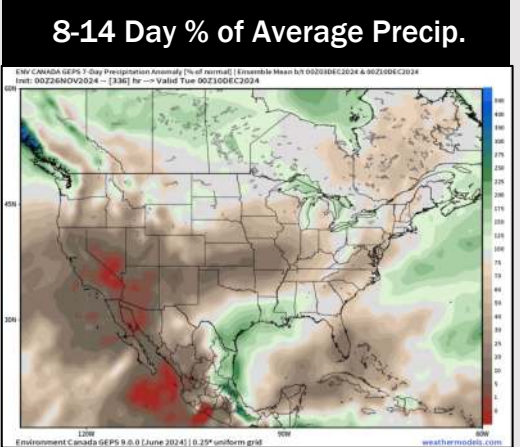 8-14 Day % of Average Precip.
ENV CANADA GEPS 7-Day Precipitation Anomaly [% of normal] | Ensemble Mean b/t 00Z03DEC2024 & 00Z10DEC2024
Init: 00Z26NOV2024 -- [336] hr --> Valid Tue 00Z10DEC2024
60N
45N
30N
120W
90W
60W
Environment Canada GEPS 9.0.0 [June 2024] | 0.25° uniform grid
weathermodels.com